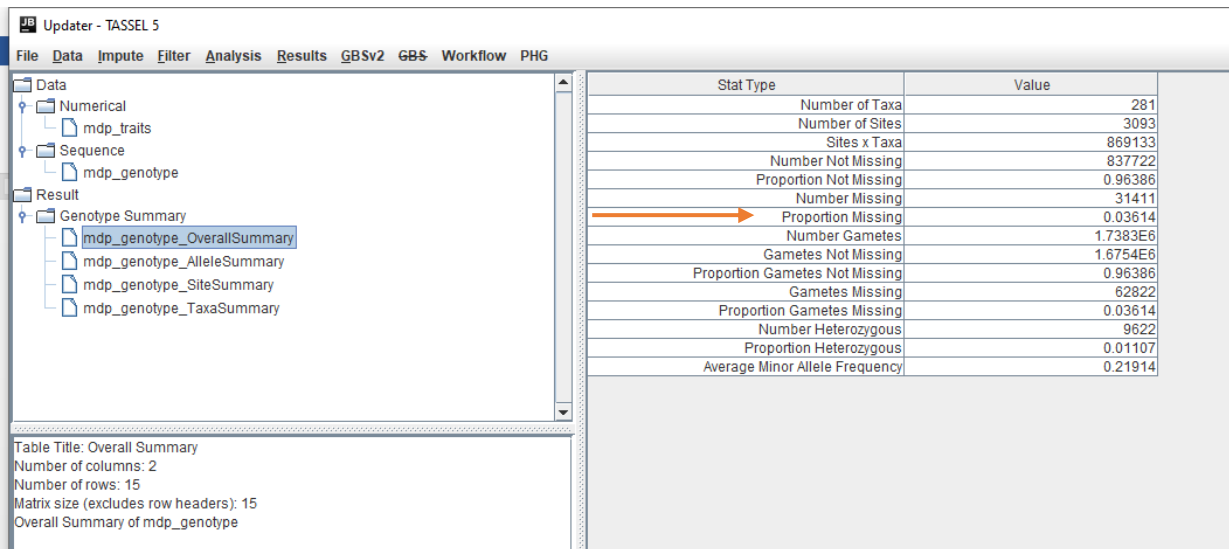 JB Updater - TASSEL 5
File Data Impute Filter Analysis Results GBSv2 GBS Workflow PHG
Data
Numerical
mdp_traits
Sequence
mdp_genotype
Result
Genotype Summary
mdp_genotype_OverallSummary
mdp_genotype_AlleleSummary
mdp_genotype_SiteSummary
mdp_genotype_TaxaSummary
Table Title: Overall Summary
Number of columns: 2
Number of rows: 15
Matrix size (excludes row headers): 15
Overall Summary of mdp_genotype
Stat Type Value
Number of Taxa 281
Number of Sites 3093
Sites x Taxa 869133
Number Not Missing 837722
Proportion Not Missing 0.96386
Number Missing 31411
Proportion Missing 0.03614
Number Gametes 1.7383E6
Gametes Not Missing 1.6754E6
Proportion Gametes Not Missing 0.96386
Gametes Missing 62822
Proportion Gametes Missing 0.03614
Number Heterozygous 9622
Proportion Heterozygous 0.01107
Average Minor Allele Frequency 0.21914